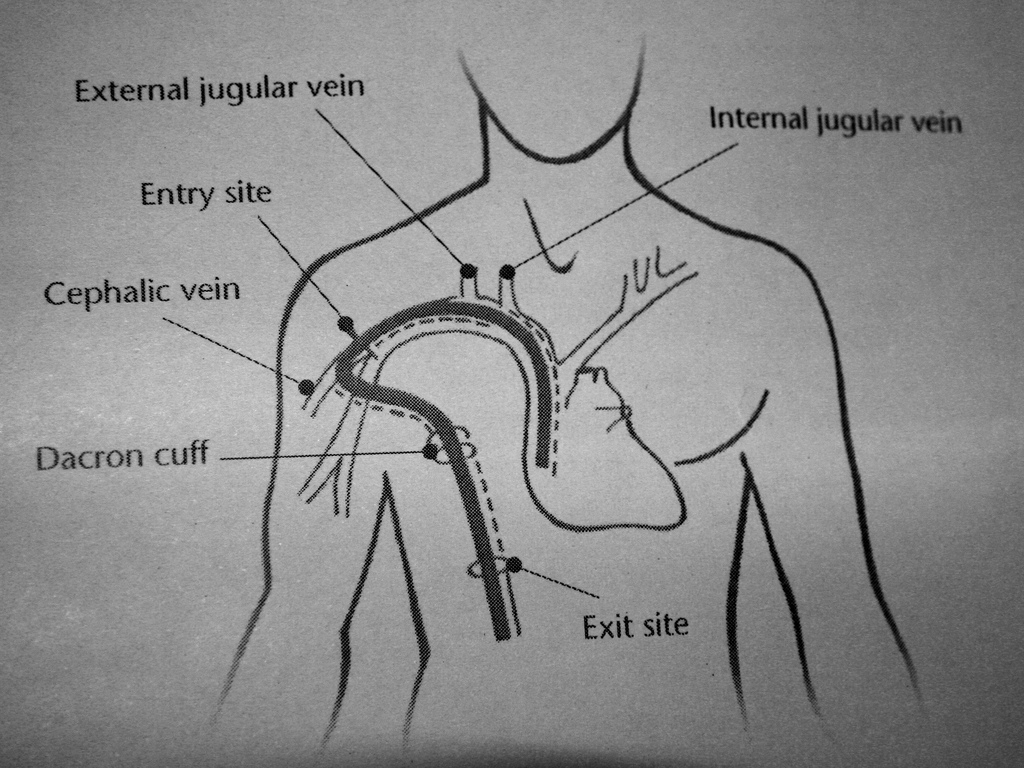 External jugular vein
Internal jugular vein
Entry site
Cephalic vein
Dacron cuff
Exit site